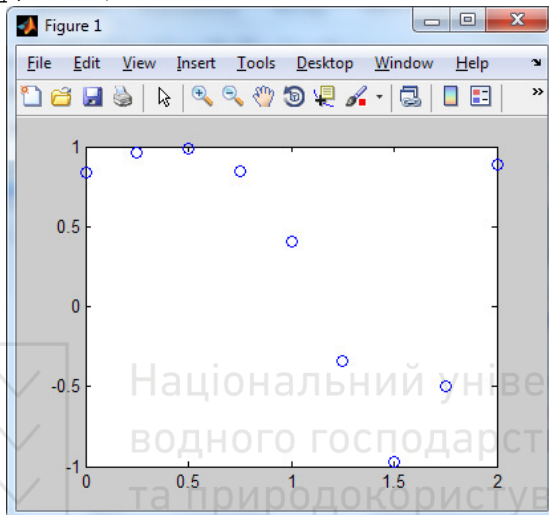 Figure 1
File Edit View Insert Tools Desktop Window Help
1
0.5
0
-0.5
-1
0 0.5 1 1.5 2
Національний уніве
водного господарст
та природокористув